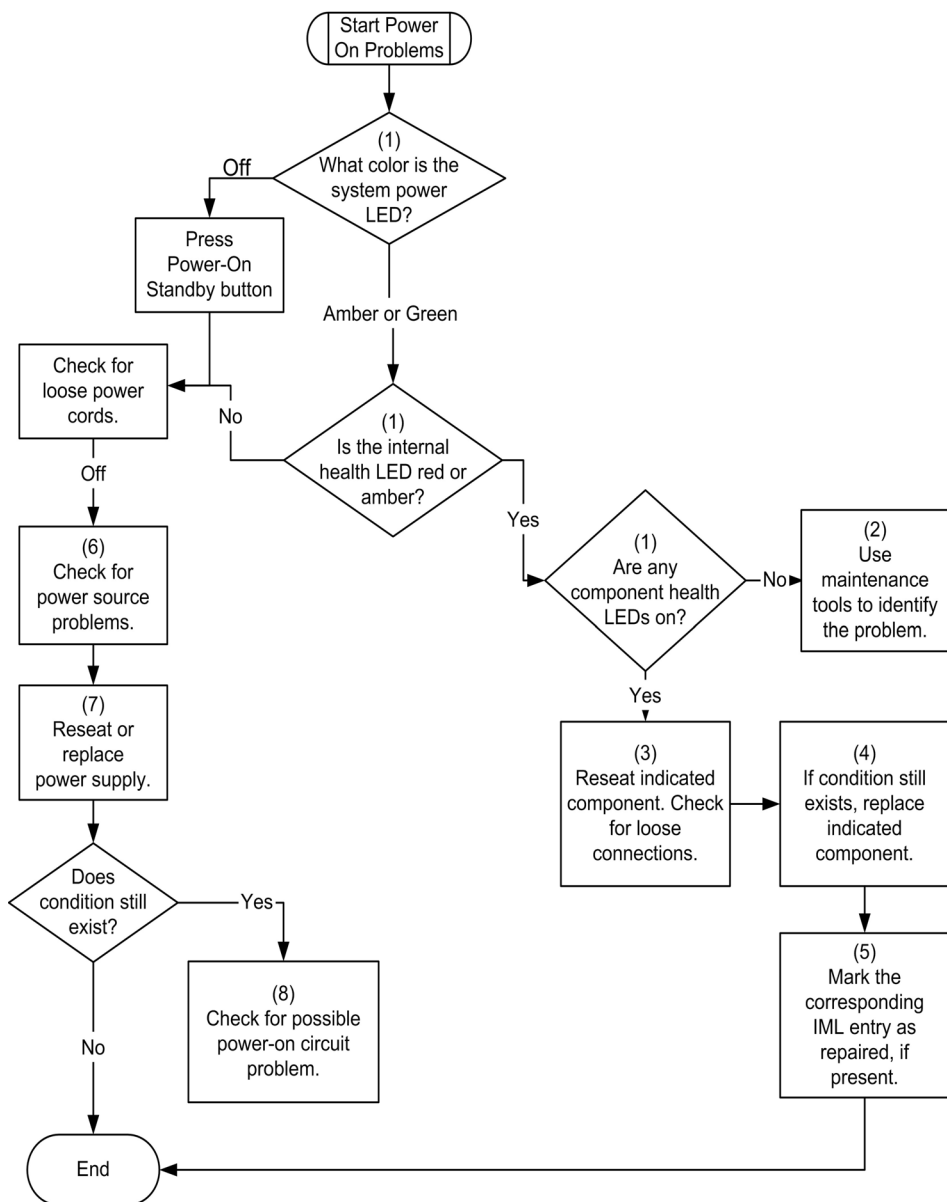 Start Power
On Problems
(1)
What color is the
system power
LED?
Off
Press
Power-On
Standby button
Amber or Green
Check for
loose power
cords.
No
(1)
Is the internal
health LED red or
amber?
Off
Yes
(1)
Are any
component health
LEDs on?
No
(2)
Use
maintenance
tools to identify
the problem.
(6)
Check for
power source
problems.
Yes
(7)
Reseat or
replace
power supply.
(3)
Reseat indicated
component. Check
for loose
connections.
(4)
If condition still
exists, replace
indicated
component.
Does
condition still
exist?
Yes
(5)
Mark the
corresponding
IML entry as
repaired, if
present.
(8)
Check for possible
power-on circuit
problem.
No
End